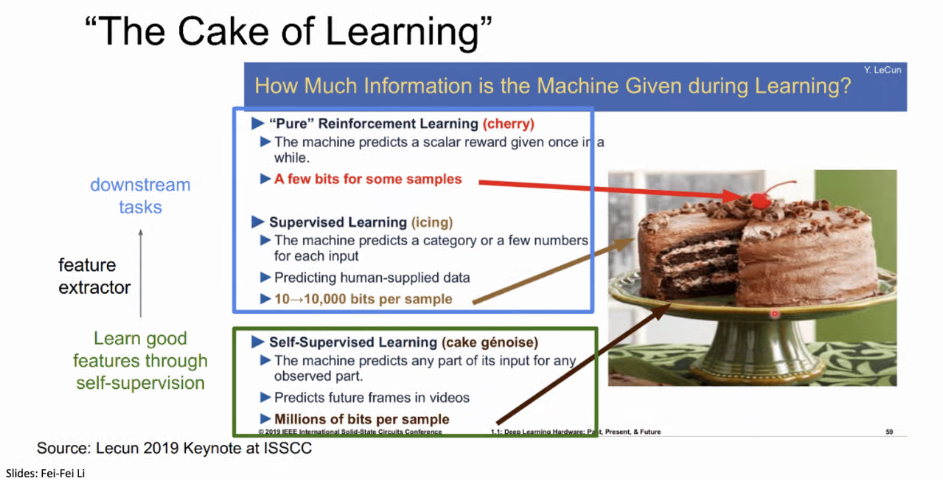 “The Cake of Learning”
Y. LeCun
How Much Information is the Machine Given during Learning?
“Pure” Reinforcement Learning (cherry)
The machine predicts a scalar reward given once in a
while.
A few bits for some samples
Supervised Learning (icing)
The machine predicts a category or a few numbers
for each input
Predicting human-supplied data
10→10,000 bits per sample
Self-Supervised Learning (cake génoise)
The machine predicts any part of its input for any
observed part.
Predicts future frames in videos
Millions of bits per sample
© 2019 IEEE International Solid-State Circuits Conference
1.1: Deep Learning Hardware: Past, Present, & Future
59
downstream
tasks
feature
extractor
Learn good
features through
self-supervision
Source: Lecun 2019 Keynote at ISSCC
Slides: Fei-Fei Li